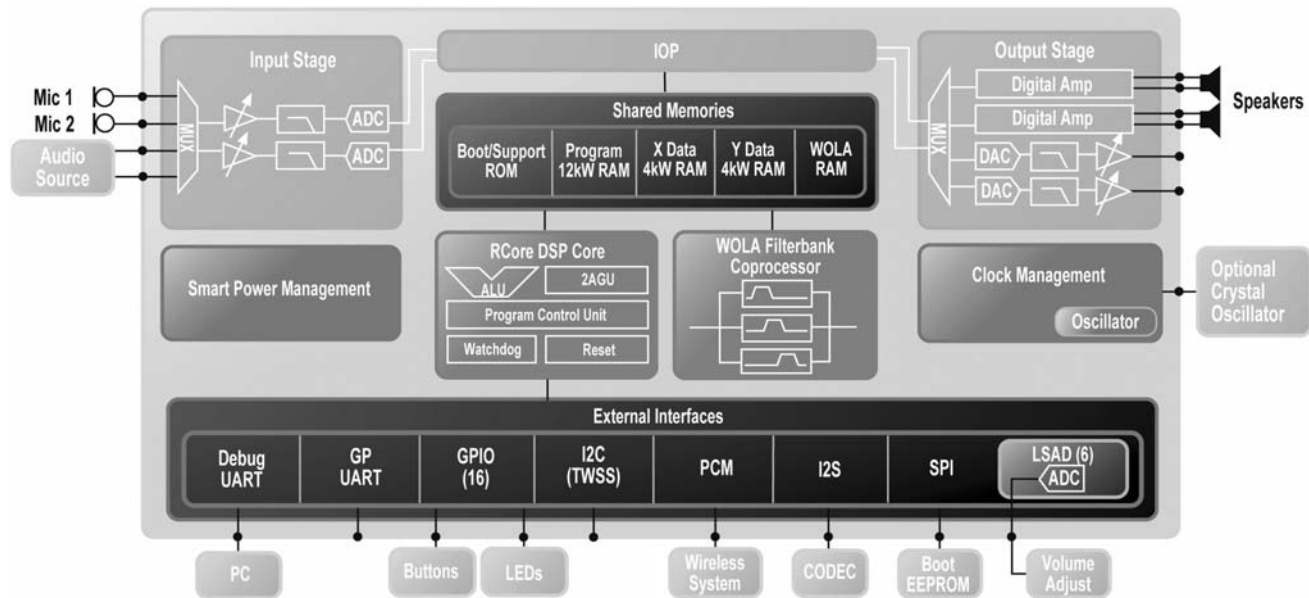 Input Stage
IOP
Output Stage
Mic 1
Mic 2
Audio
Source
MUX
ADC
ADC
Shared Memories
Boot/Support
ROM
Program
12kW RAM
X Data
4kW RAM
Y Data
4kW RAM
WOLA
RAM
MUX
Digital Amp
Digital Amp
DAC
DAC
Speakers
Smart Power Management
RCore DSP Core
ALU
2AGU
Program Control Unit
Watchdog
Reset
WOLA Filterbank
Coprocessor
Clock Management
Oscillator
Optional
Crystal
Oscillator
External Interfaces
Debug
UART
GP
UART
GPIO
(16)
I2C
(TWSS)
PCM
I2S
SPI
LSAD (6)
ADC
PC
Buttons
LEDs
Wireless
System
CODEC
Boot
EEPROM
Volume
Adjust